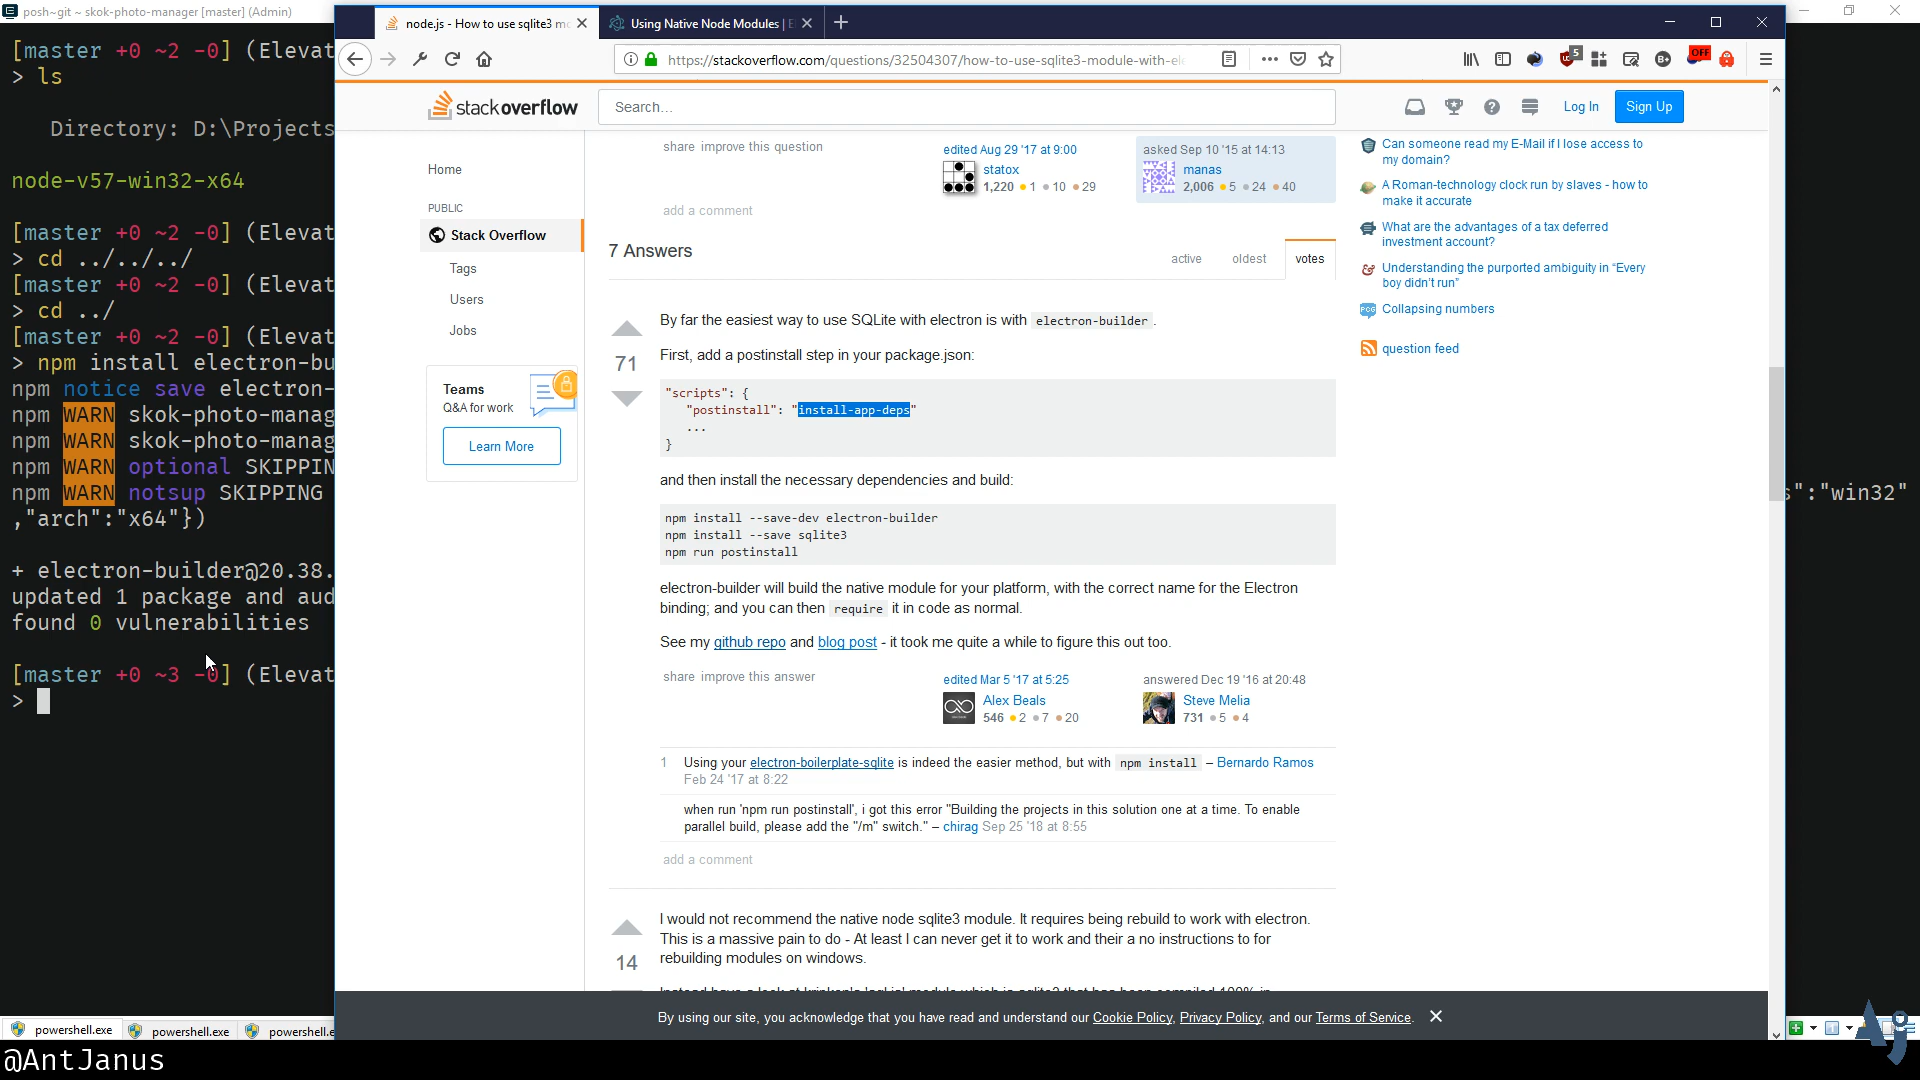 posh~git ~ skok-photo-manager [master] (Admin)
[master +0 ~2 -0] (Elevat
> ls
Directory: D:\Projects
node-v57-win32-x64
[master +0 ~2 -0] (Elevat
> cd ../../../
[master +0 ~2 -0] (Elevat
> cd ../
[master +0 ~2 -0] (Elevat
> npm install electron-bu
npm notice save electron-
npm WARN skok-photo-manag
npm WARN skok-photo-manag
npm WARN optional SKIPPIN
npm WARN notsup SKIPPING
s":"win32"
,"arch":"x64"})
+ electron-builder@20.38.
updated 1 package and aud
found 0 vulnerabilities
[master +0 ~3 -0] (Elevat
>
powershell.exe
powershell.exe
powershell.e
@AntJanus
node.js - How to use sqlite3 mo
Using Native Node Modules | E
https://stackoverflow.com/questions/32504307/how-to-use-sqlite3-module-with-ele
5
OFF
stackoverflow
Search...
Log In
Sign Up
Home
PUBLIC
Stack Overflow
Tags
Users
Jobs
Teams
Q&A for work
Learn More
share improve this question
edited Aug 29 '17 at 9:00
statox
1,220 1 10 29
asked Sep 10 '15 at 14:13
manas
2,006 5 24 40
add a comment
7 Answers
active
oldest
votes
71
By far the easiest way to use SQLite with electron is with electron-builder .
First, add a postinstall step in your package.json:
"scripts": {
"postinstall": "install-app-deps"
...
}
and then install the necessary dependencies and build:
npm install --save-dev electron-builder
npm install --save sqlite3
npm run postinstall
electron-builder will build the native module for your platform, with the correct name for the Electron
binding; and you can then require it in code as normal.
See my github repo and blog post - it took me quite a while to figure this out too.
share improve this answer
edited Mar 5 '17 at 5:25
Alex Beals
546 2 7 20
answered Dec 19 '16 at 20:48
Steve Melia
731 5 4
1 Using your electron-boilerplate-sqlite is indeed the easier method, but with npm install – Bernardo Ramos
Feb 24 '17 at 8:22
when run 'npm run postinstall', i got this error "Building the projects in this solution one at a time. To enable
parallel build, please add the "/m" switch." – chirag Sep 25 '18 at 8:55
add a comment
14
I would not recommend the native node sqlite3 module. It requires being rebuild to work with electron.
This is a massive pain to do - At least I can never get it to work and their a no instructions to for
rebuilding modules on windows.
Can someone read my E-Mail if I lose access to
my domain?
A Roman-technology clock run by slaves - how to
make it accurate
What are the advantages of a tax deferred
investment account?
Understanding the purported ambiguity in “Every
boy didn’t run”
Collapsing numbers
question feed
By using our site, you acknowledge that you have read and understand our Cookie Policy, Privacy Policy, and our Terms of Service.